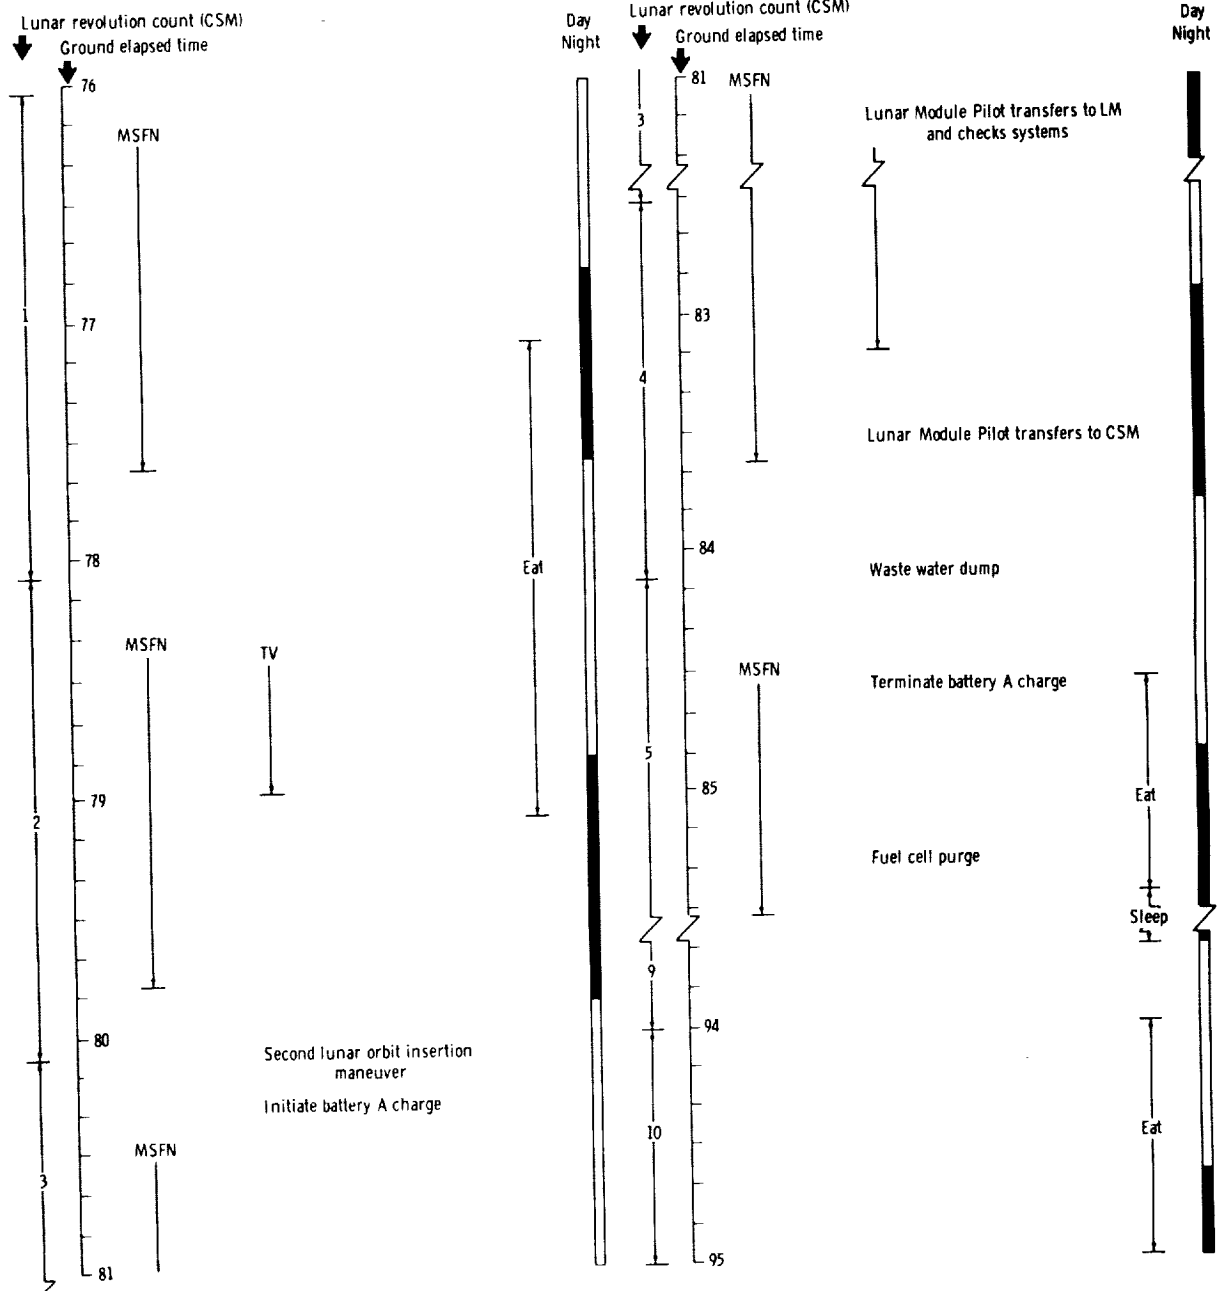 Lunar revolution count (CSM)
Ground elapsed time
Day
Night
76
MSFN
1
77
78
Eat
MSFN
TV
79
2
80
Second lunar orbit insertion
maneuver
Initiate battery A charge
MSFN
3
81
Lunar revolution count (CSM)
Ground elapsed time
Day
Night
81
MSFN
3
Lunar Module Pilot transfers to LM
and checks systems
83
4
Lunar Module Pilot transfers to CSM
84
Waste water dump
MSFN
Terminate battery A charge
5
85
Eat
Fuel cell purge
Sleep
9
94
10
Eat
95